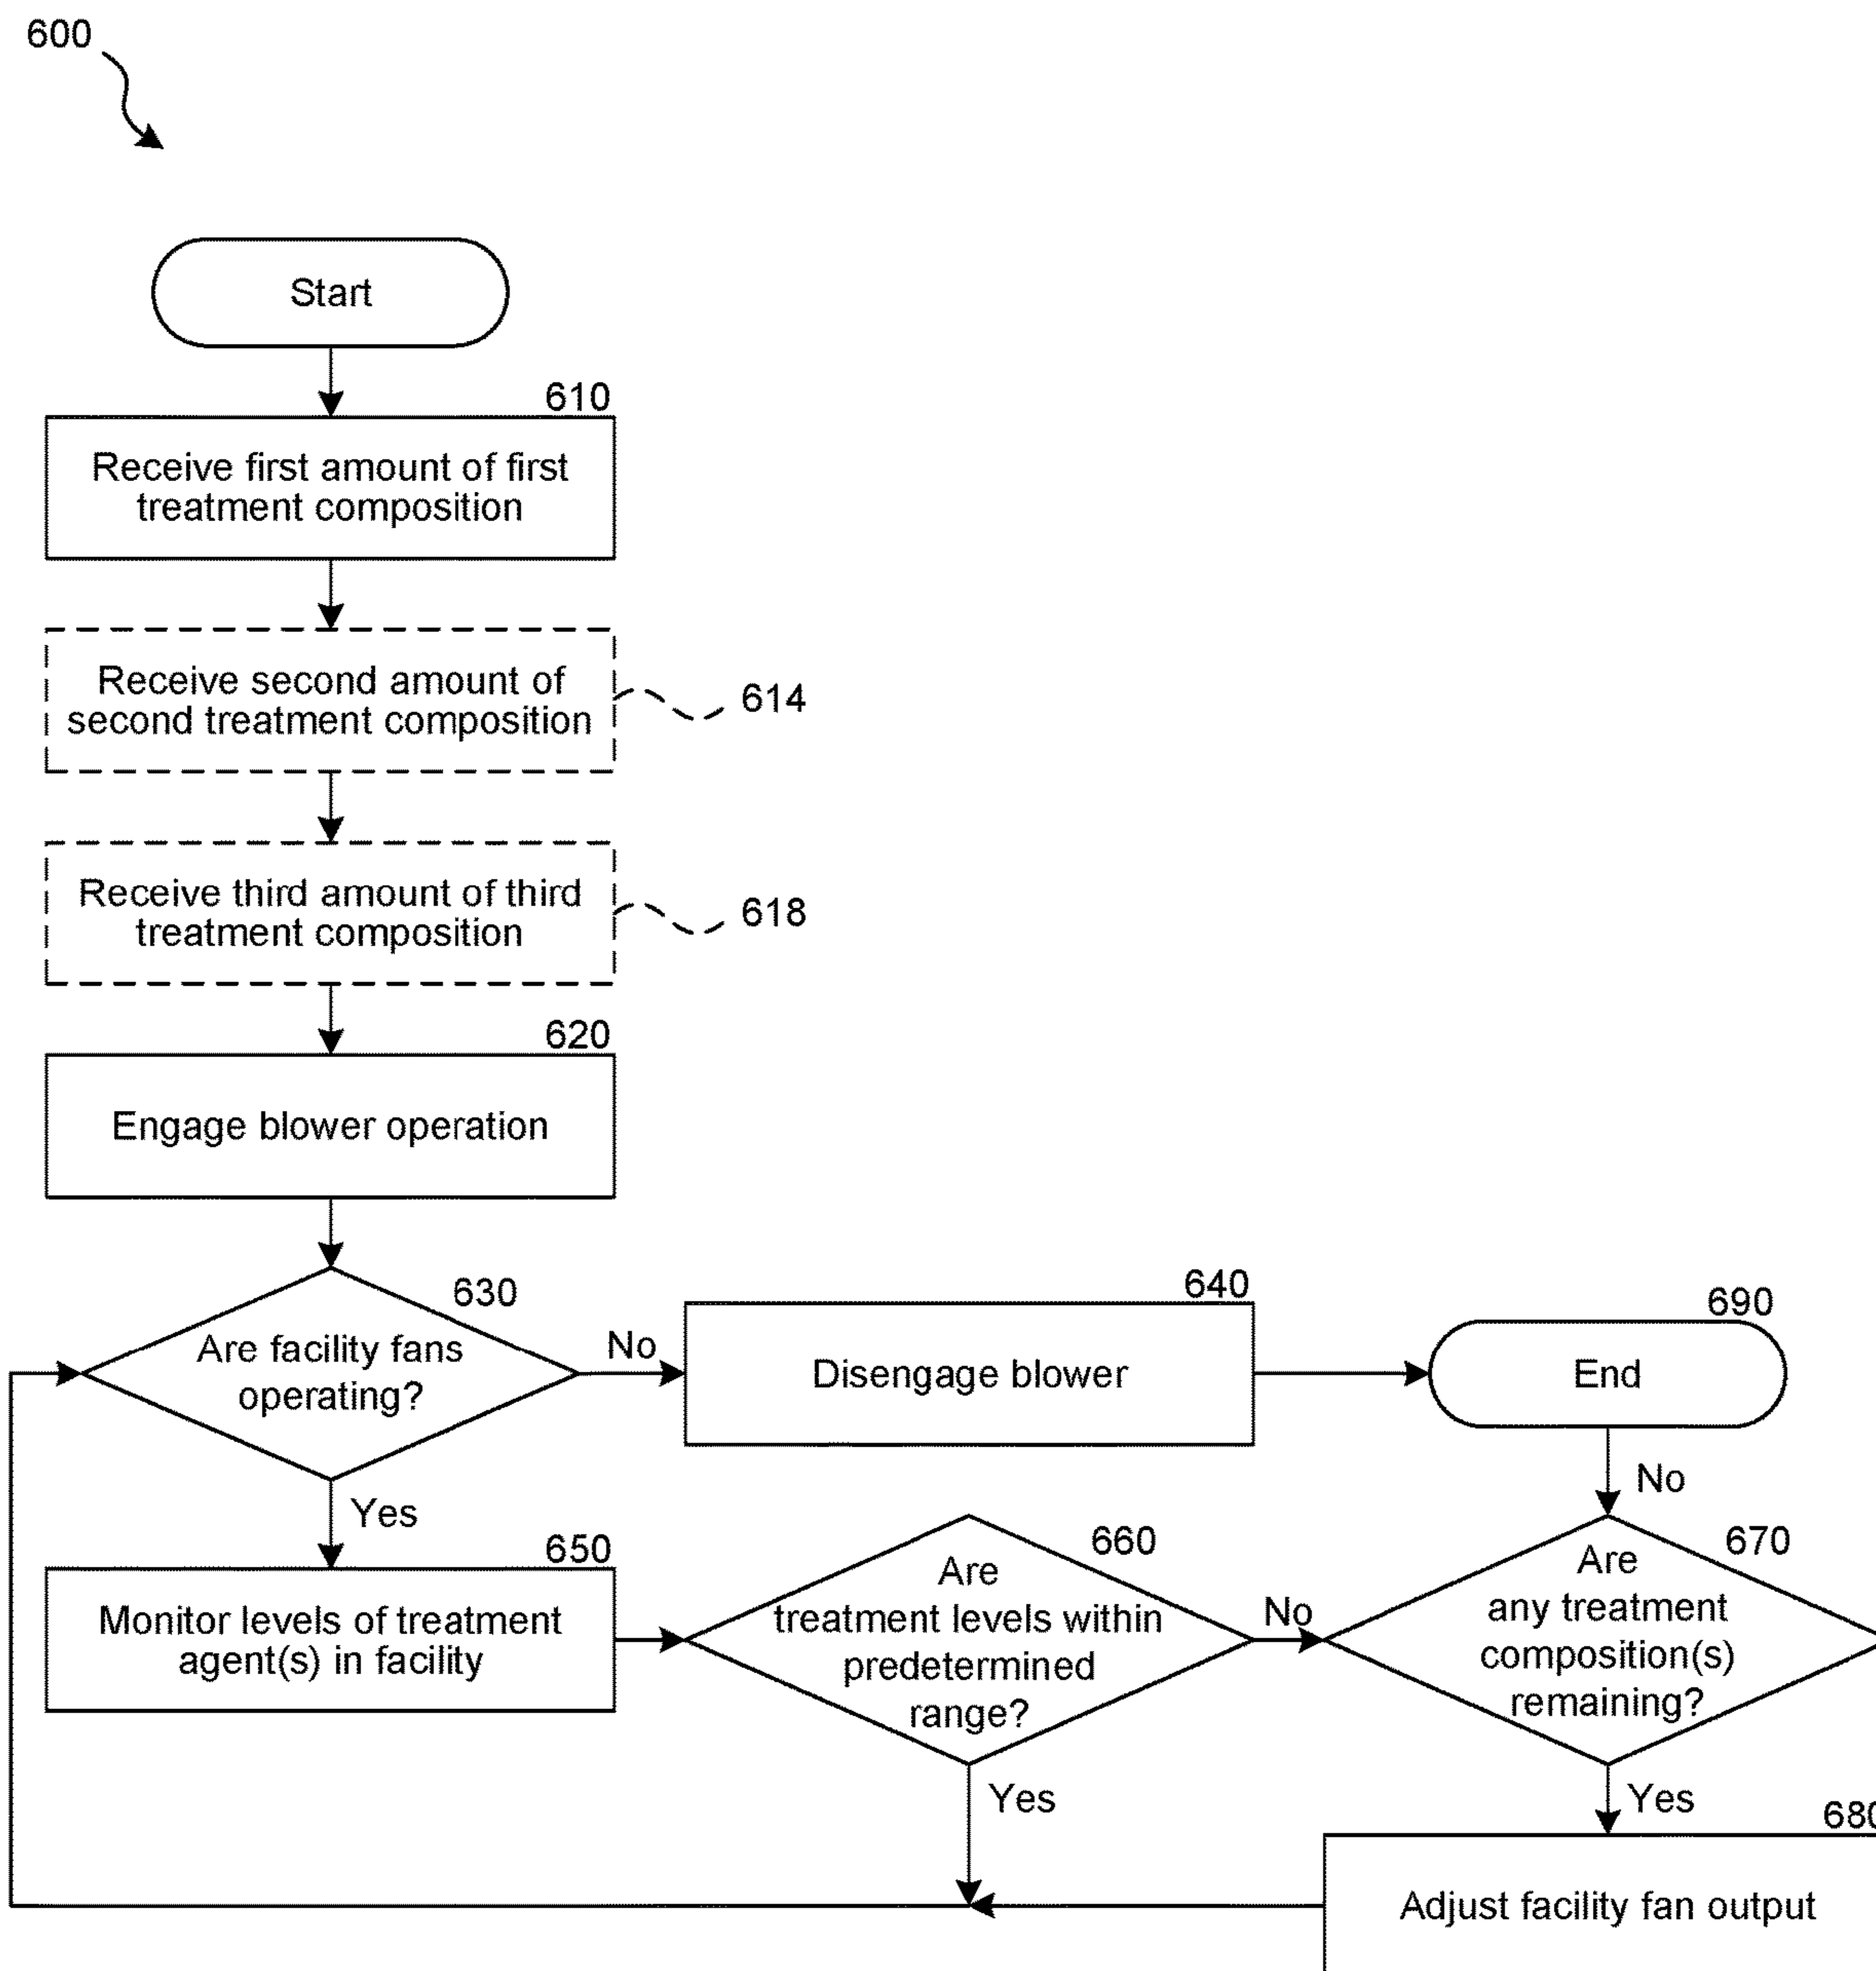 600
Start
610
Receive first amount of first
treatment composition
Receive second amount of
second treatment composition
614
Receive third amount of third
treatment composition
618
620
Engage blower operation
630
Are facility fans
operating?
No
640
Disengage blower
690
End
No
Yes
650
Monitor levels of treatment
agent(s) in facility
660
Are
treatment levels within
predetermined
range?
No
670
Are
any treatment
composition(s)
remaining?
Yes
Yes
680
Adjust facility fan output